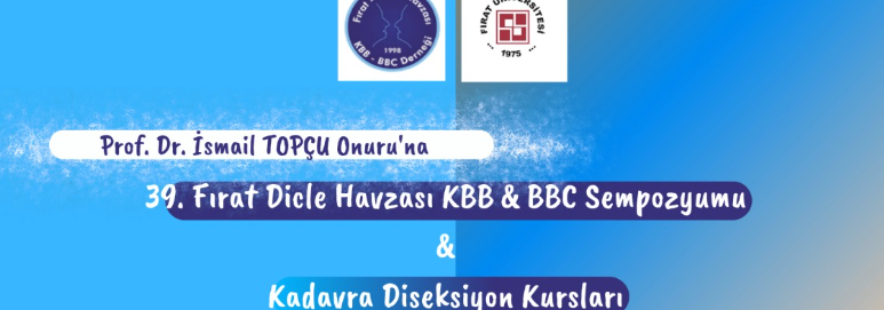 Fırat
Havzası
1998
KBB - BBC Derneği
FIRAT ÜNİVERSİTESİ
1975
Prof. Dr. İsmail TOPÇU Onuru'na
39. Fırat Dicle Havzası KBB & BBC Sempozyumu
&
Kadavra Diseksiyon Kursları